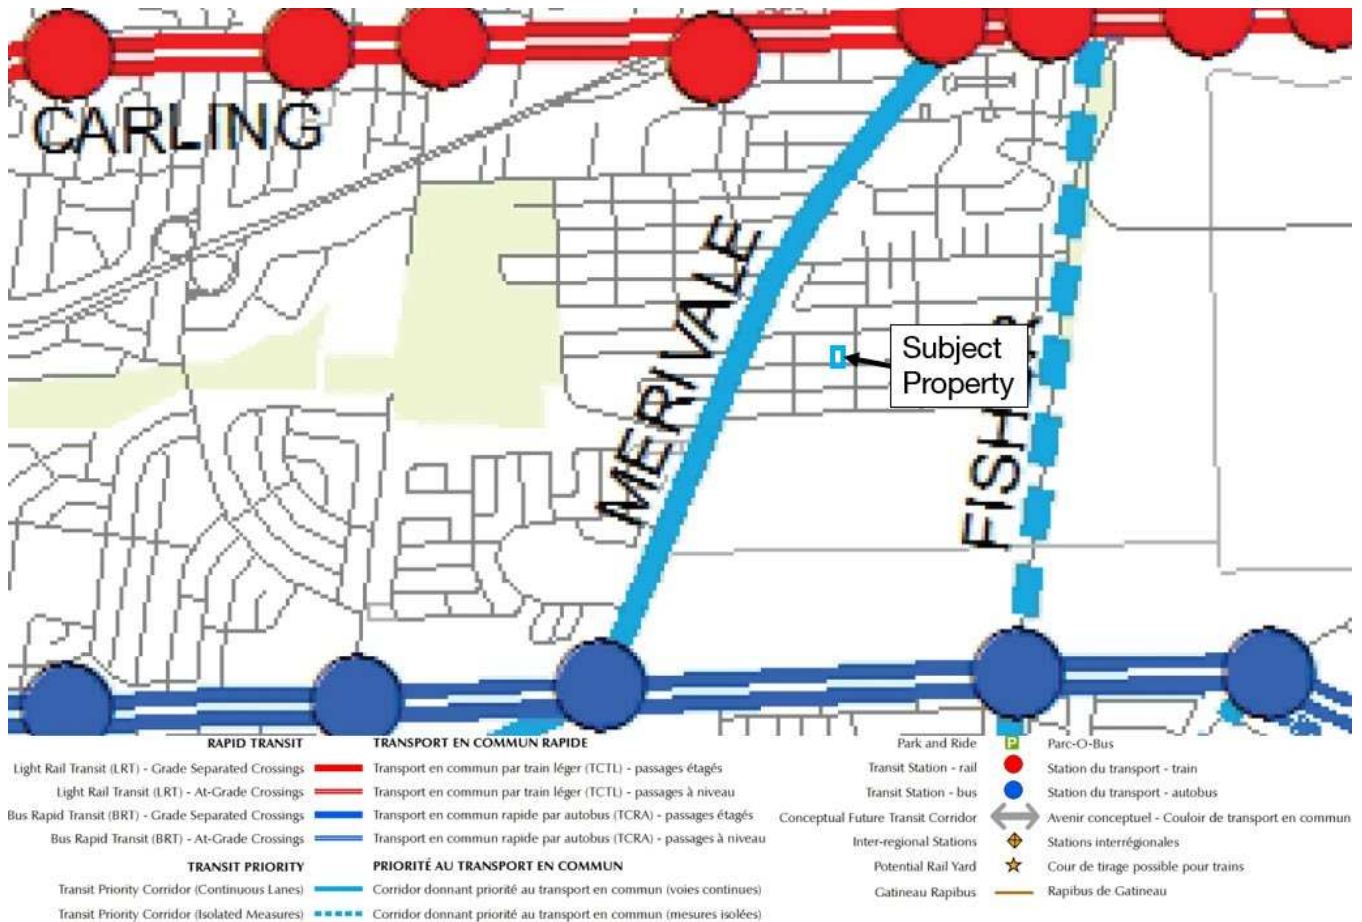 CARLING
MERIVALE
Subject
Property
RAPID TRANSIT
TRANSPORT EN COMMUN RAPIDE
Light Rail Transit (LRT) - Grade Separated Crossings
Transport en commun par train léger (TCTL) - passages étagés
Light Rail Transit (LRT) - At-Grade Crossings
Transport en commun par train léger (TCTL) - passages à niveau
Bus Rapid Transit (BRT) - Grade Separated Crossings
Transport en commun rapide par autobus (TCRA) - passages étagés
Bus Rapid Transit (BRT) - At-Grade Crossings
Transport en commun rapide par autobus (TCRA) - passages à niveau
TRANSIT PRIORITY
PRIORITÉ AU TRANSPORT EN COMMUN
Transit Priority Corridor (Continuous Lanes)
Corridor donnant priorité au transport en commun (voies continues)
Transit Priority Corridor (Isolated Measures)
Corridor donnant priorité au transport en commun (mesures isolées)
Park and Ride
P
Parc-O-Bus
Transit Station - rail
Station du transport - train
Transit Station - bus
Station du transport - autobus
Conceptual Future Transit Corridor
Avenir conceptuel - Couloir de transport en commun
Inter-regional Stations
Stations interrégionales
Potential Rail Yard
Cour de tirage possible pour trains
Gatineau Rapibus
Rapibus de Gatineau